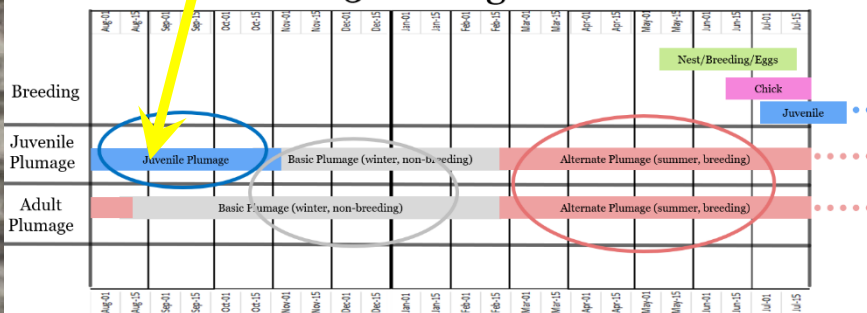 Aug-01 Aug-15 Sep-01 Sep-15 Oct-01 Oct-15 Nov-01 Nov-15 Dec-01 Dec-15 Jan-01 Jan-15 Feb-01 Feb-15 Mar-01 Mar-15 Apr-01 Apr-15 May-01 May-15 Jun-01 Jun-15 Jul-01 Jul-15
Nest/Breeding/Eggs
Breeding
Chick
Juvenile
Juvenile
Plumage
Juvenile Plumage
Basic Plumage (winter, non-breeding)
Alternate Plumage (summer, breeding)
Adult
Plumage
Basic Plumage (winter, non-breeding)
Alternate Plumage (summer, breeding)
Aug-01 Aug-15 Sep-01 Sep-15 Oct-01 Oct-15 Nov-01 Nov-15 Dec-01 Dec-15 Jan-01 Jan-15 Feb-01 Feb-15 Mar-01 Mar-15 Apr-01 Apr-15 May-01 May-15 Jun-01 Jun-15 Jul-01 Jul-15